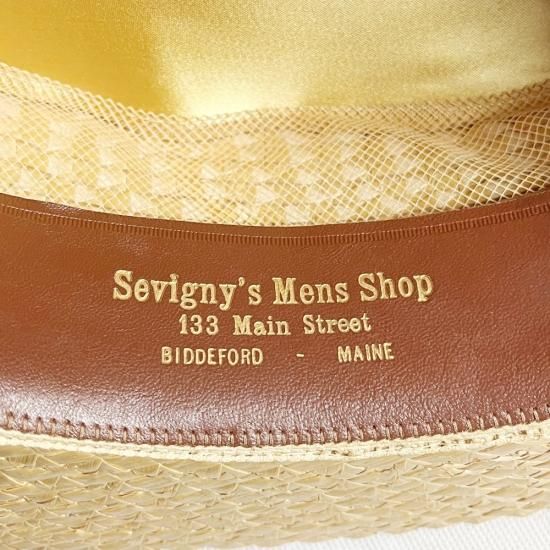 Sevigny's Mens Shop
133 Main Street
BIDDEFORD - MAINE